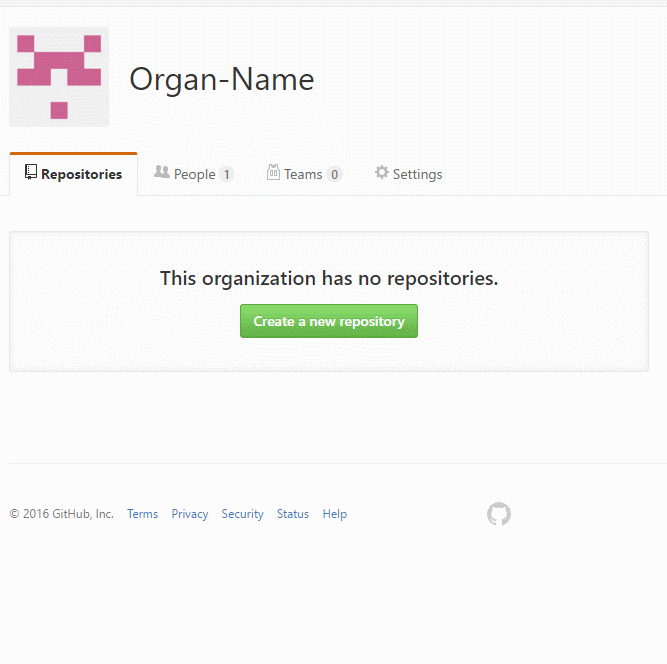 Organ-Name
Repositories People 1 Teams 0 Settings
This organization has no repositories.
Create a new repository
© 2016 GitHub, Inc. Terms Privacy Security Status Help